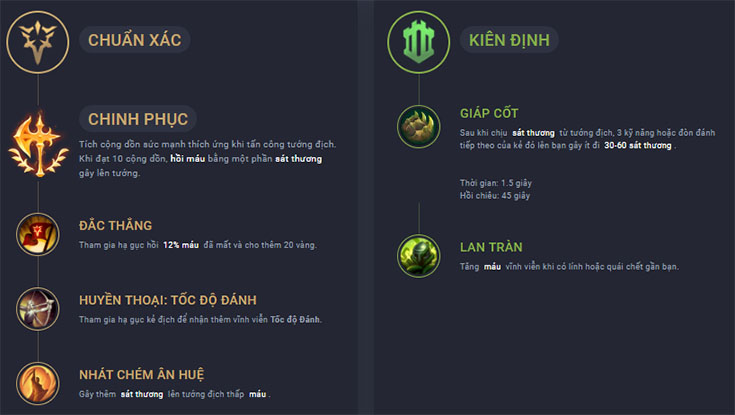 CHUẨN XÁC
CHINH PHỤC
Tích cộng dồn sức mạnh thích ứng khi tấn công tướng địch.
Khi đạt 10 cộng dồn, hồi máu bằng một phần sát thương
gây lên tướng.
ĐẮC THẮNG
Tham gia hạ gục hồi 12% máu đã mất và cho thêm 20 vàng.
HUYỀN THOẠI: TỐC ĐỘ ĐÁNH
Tham gia hạ gục kẻ địch để nhận thêm vĩnh viễn Tốc độ Đánh.
NHÁT CHÉM ÂN HUỆ
Gây thêm sát thương lên tướng địch thấp máu .
KIÊN ĐỊNH
GIÁP CỐT
Sau khi chịu sát thương từ tướng địch, 3 kỹ năng hoặc đòn đánh
tiếp theo của kẻ đó lên bạn gây ít đi 30-60 sát thương .
Thời gian: 1.5 giây
Hồi chiêu: 45 giây
LAN TRÀN
Tăng máu vĩnh viễn khi có lính hoặc quái chết gần bạn.